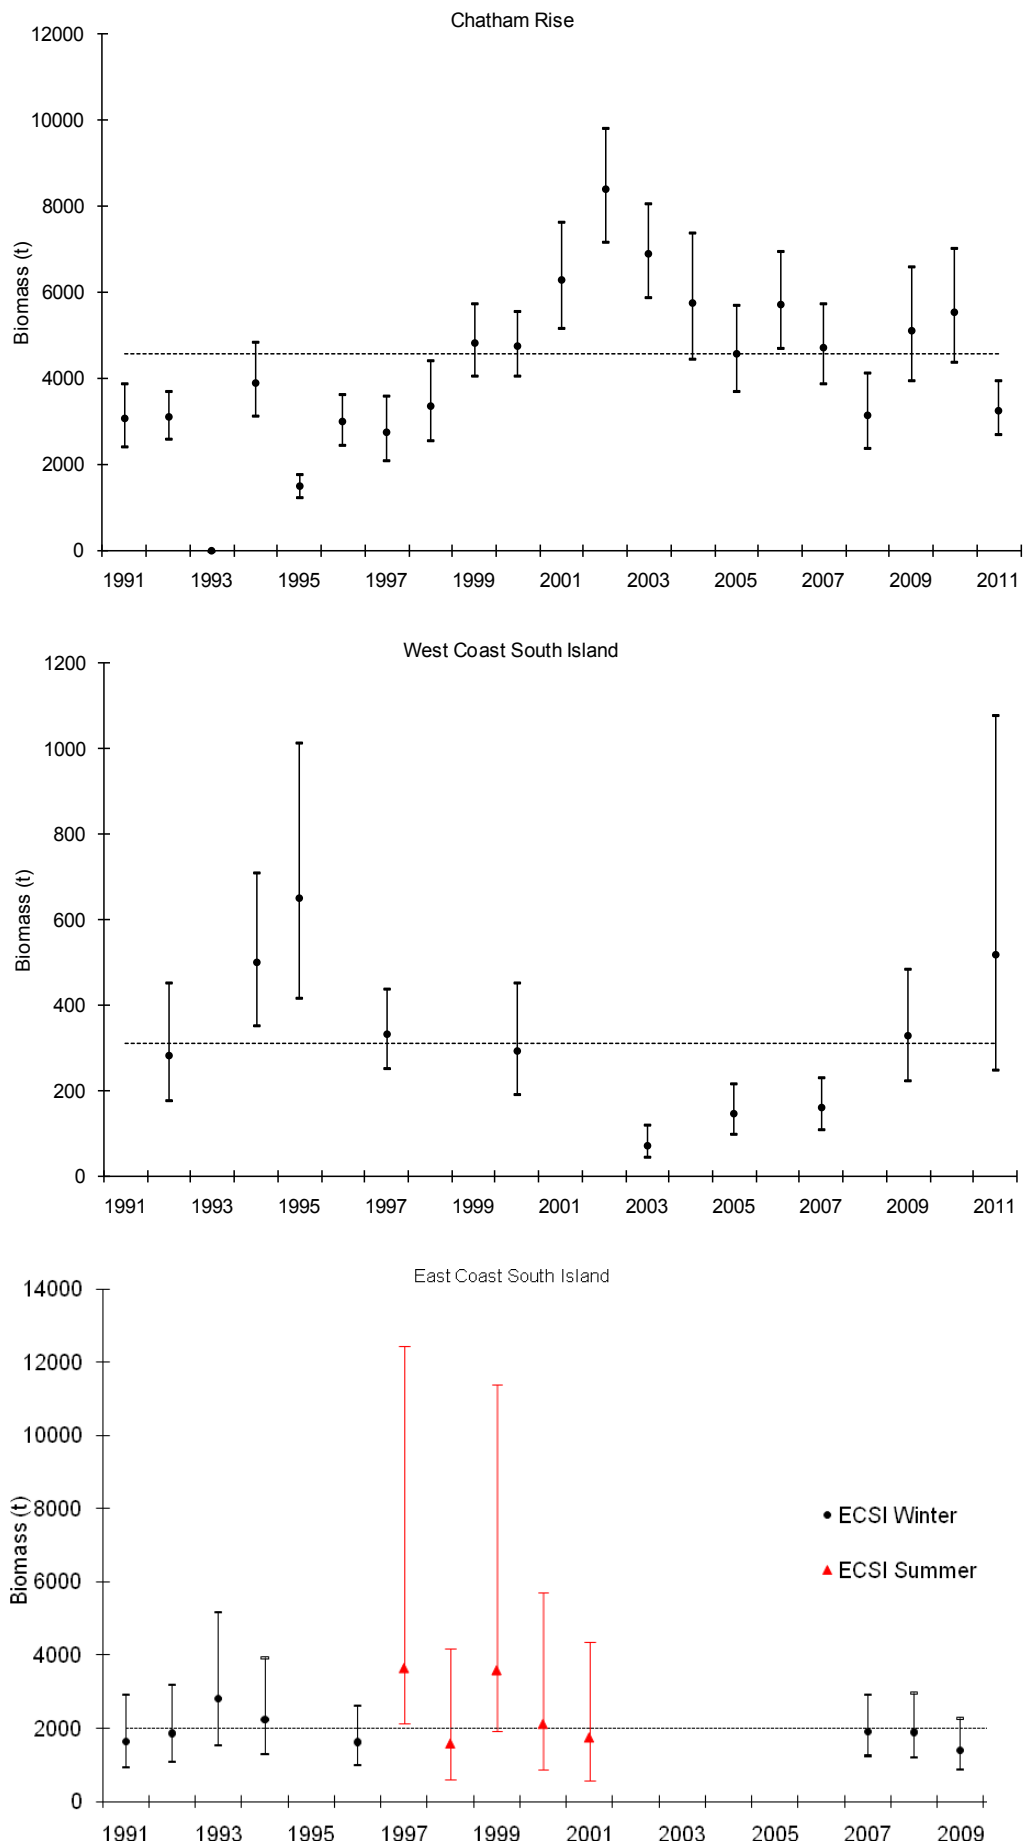 Chatham Rise
12000
10000
8000
6000
4000
2000
0
Biomass (t)
1991 1993 1995 1997 1999 2001 2003 2005 2007 2009 2011
West Coast South Island
1200
1000
800
600
400
200
0
Biomass (t)
1991 1993 1995 1997 1999 2001 2003 2005 2007 2009 2011
East Coast South Island
14000
12000
10000
8000
6000
4000
2000
0
Biomass (t)
ECSI Winter
ECSI Summer
1991 1993 1995 1997 1999 2001 2003 2005 2007 2009